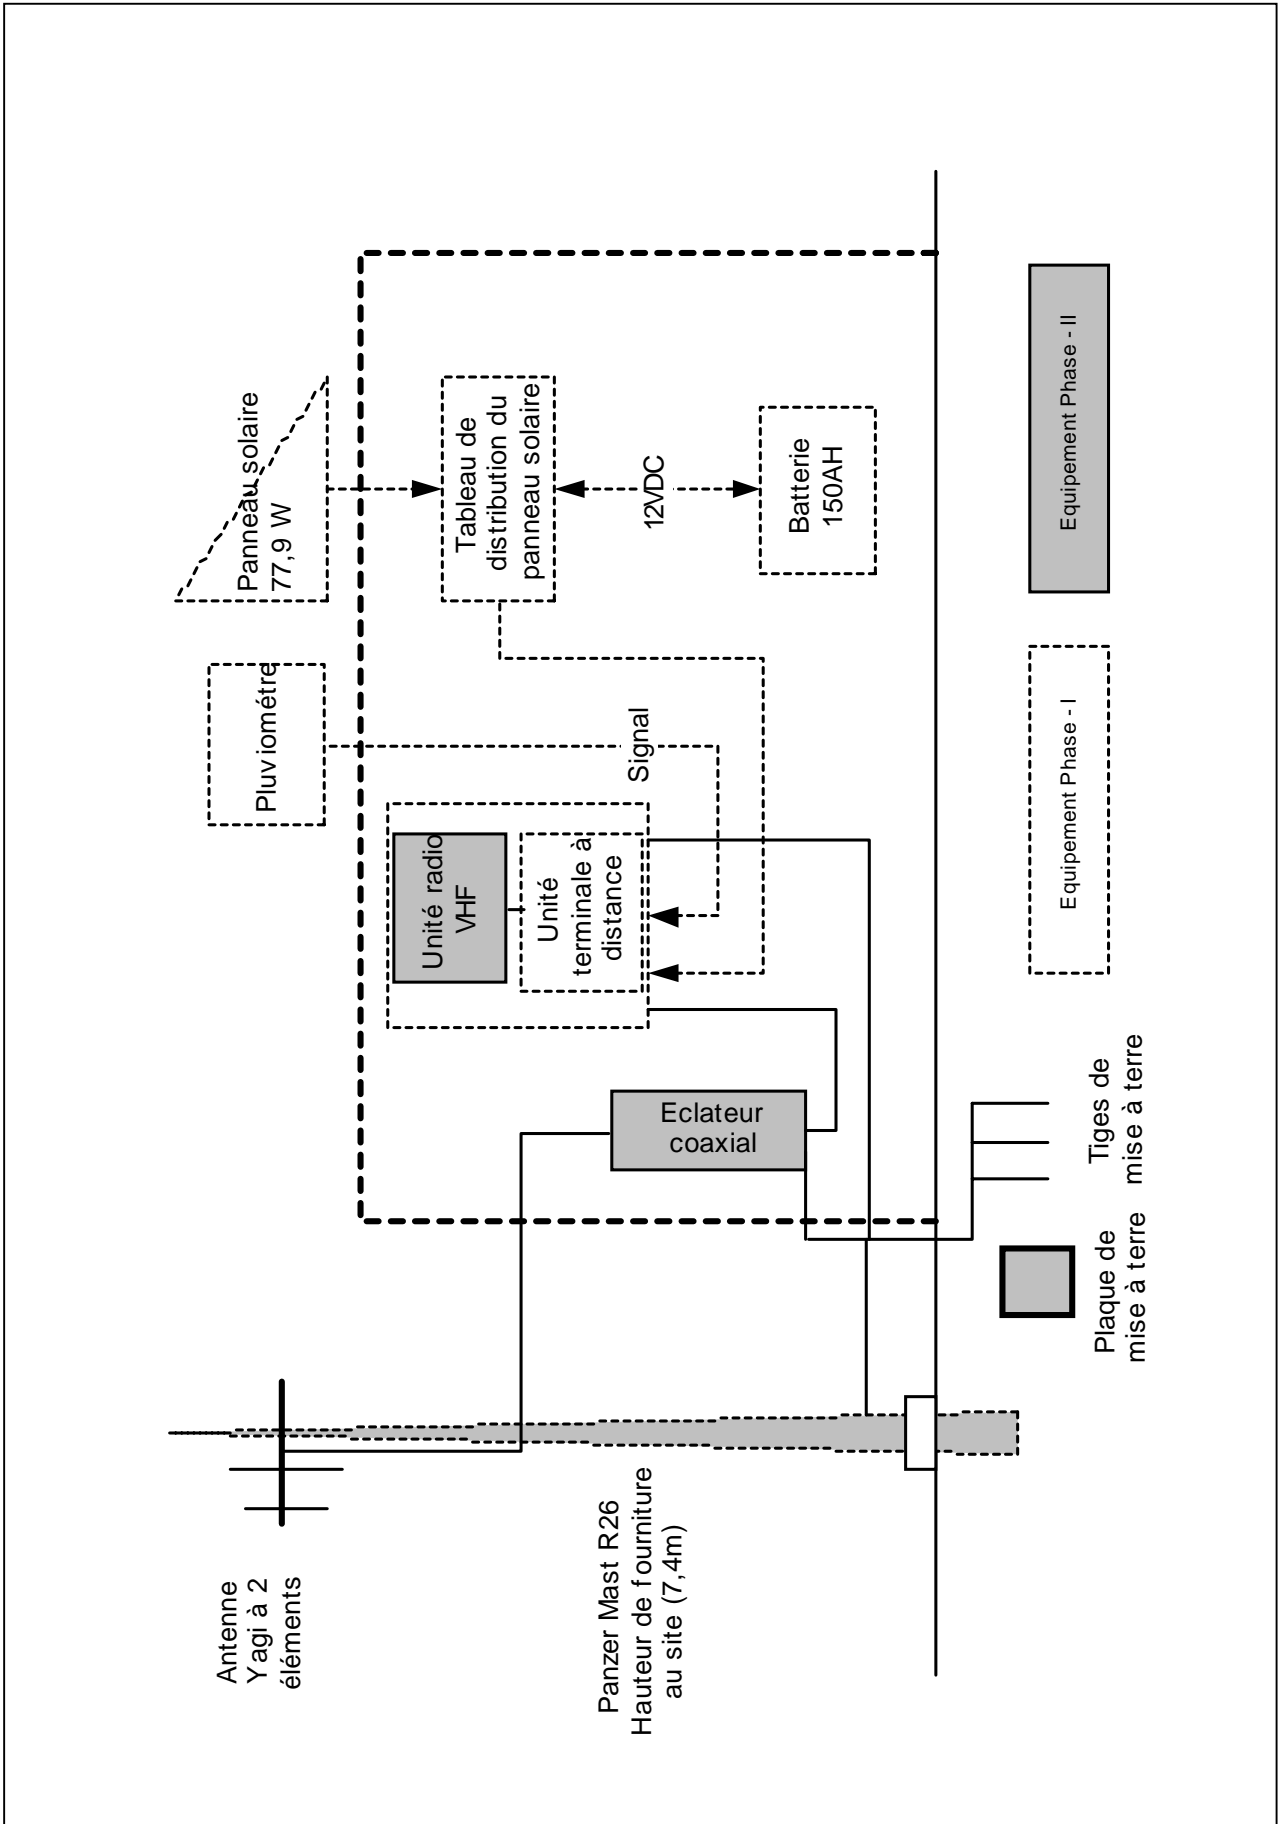 Antenne
Yagi à 2
éléments
Panzer Mast R26
Hauteur de fourniture
au site (7,4m)
Plaque de
mise à terre
Tiges de
mise à terre
Eclateur
coaxial
Unité radio
VHF
Unité
terminale à
distance
Signal
Pluviométre
Panneau solaire
77,9 W
Tableau de
distribution du
panneau solaire
12VDC
Batterie
150AH
Equipement Phase - I
Equipement Phase - II